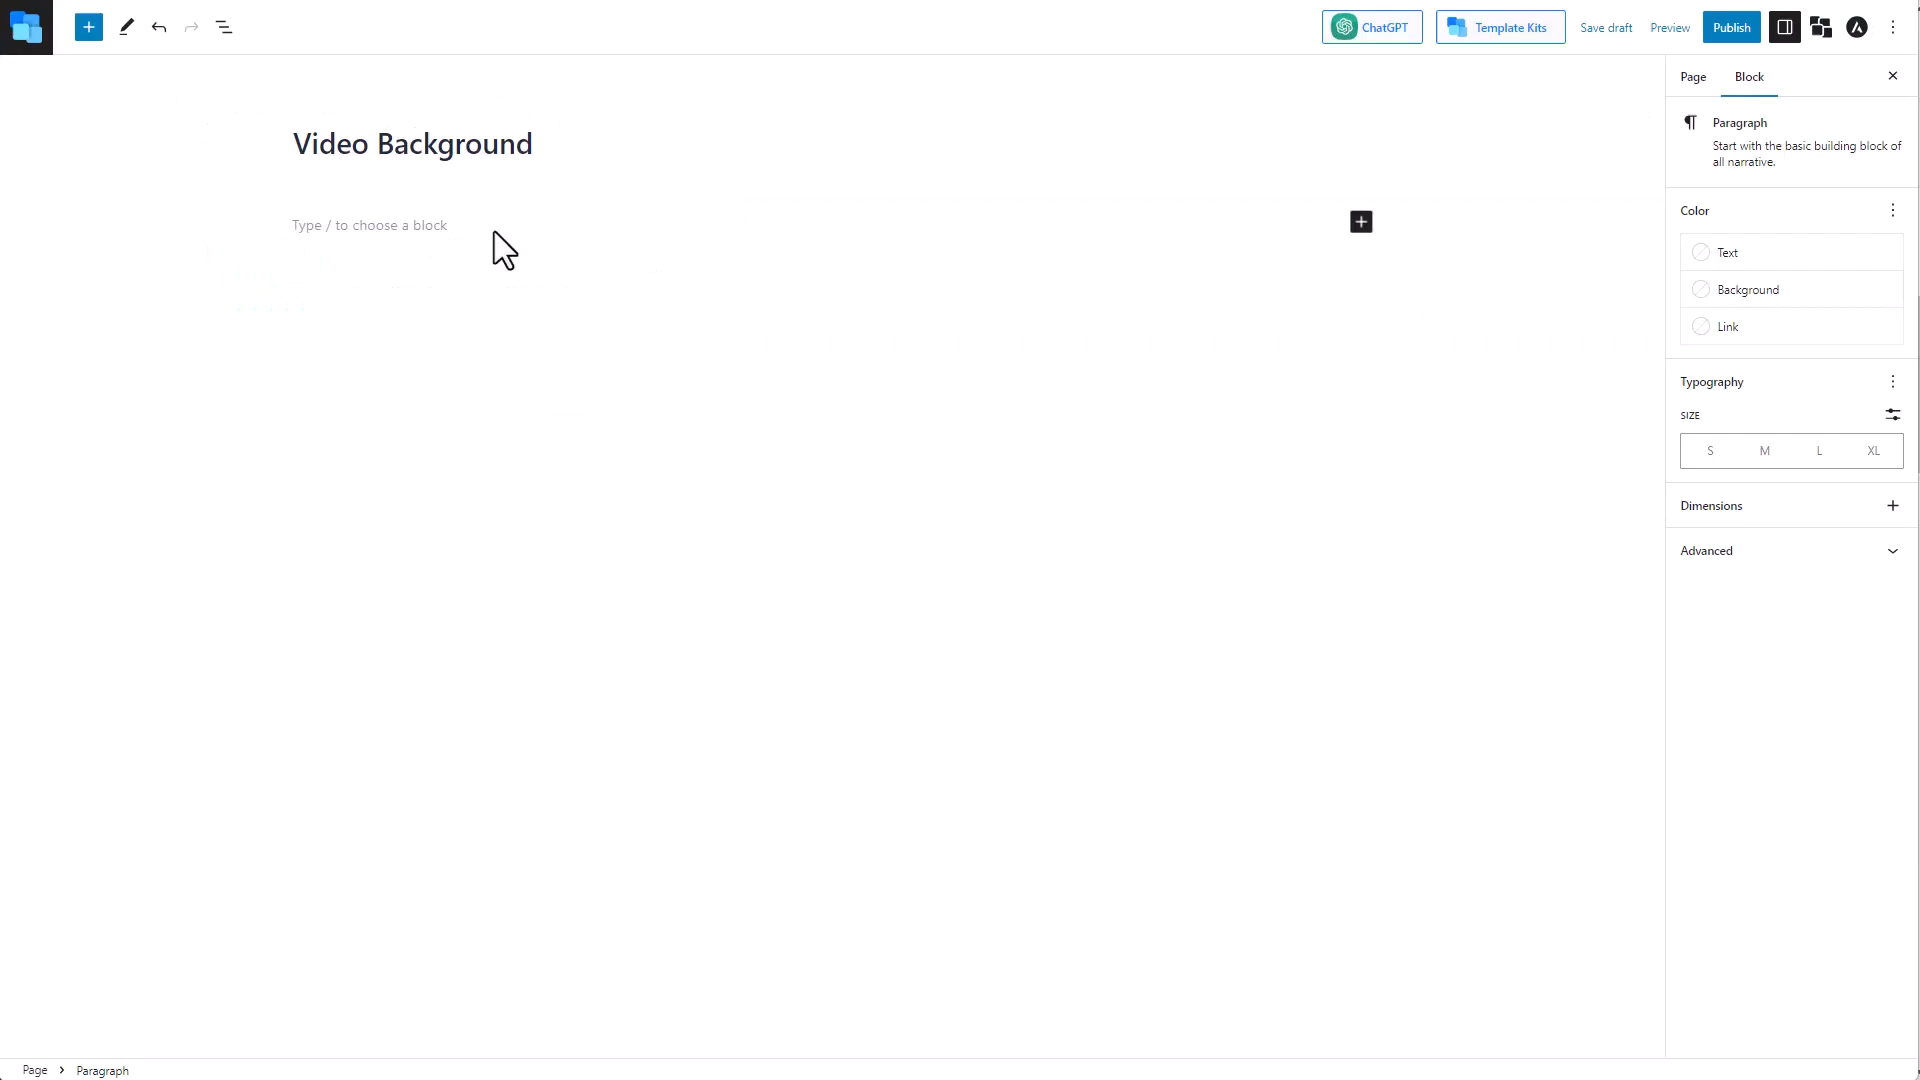 ChatGPT
Template Kits
Save draft
Preview
Publish
Page
Block
Video Background
Type / to choose a block
Paragraph
Start with the basic building block of
all narrative.
Color
Text
Background
Link
Typography
SIZE
S M L XL
Dimensions
Advanced
Page
Paragraph